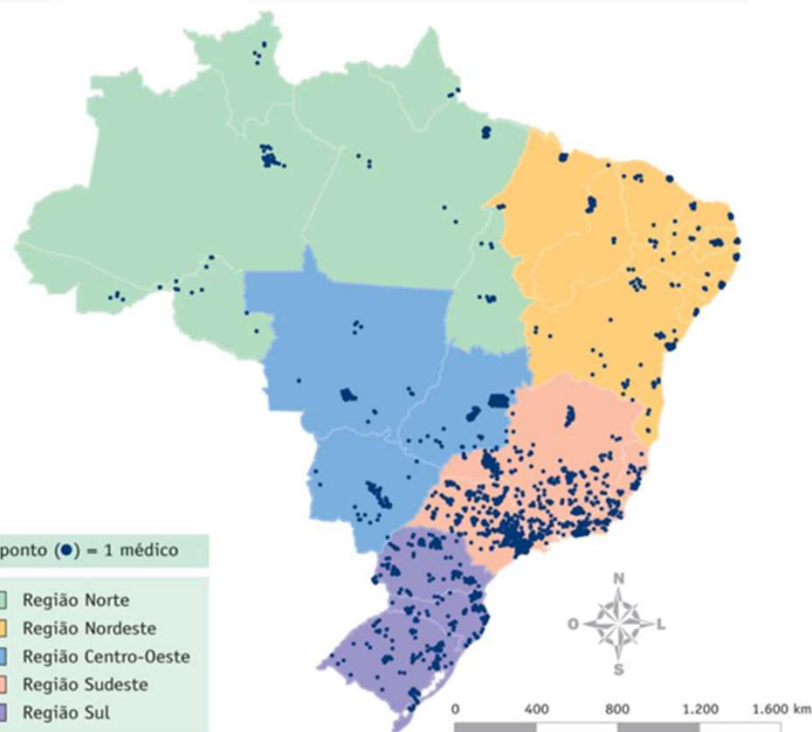 ponto (●) = 1 médico
Região Norte
Região Nordeste
Região Centro-Oeste
Região Sudeste
Região Sul
N
O L
S
0 400 800 1.200 1.600 km